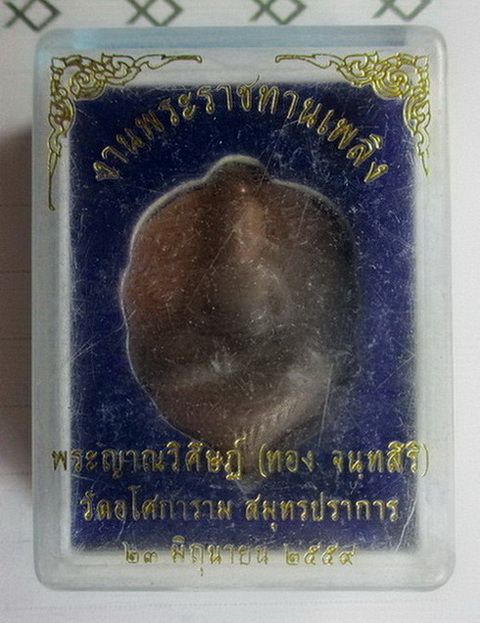 งานพระราชทานเพลิง
พระญาณวิศิษฏ์ (ทอง จนฺทสิริ)
วัดอโศการาม สมุทรปราการ
๒๓ มิถุนายน ๒๕๕๙